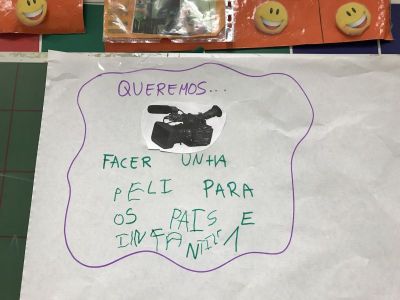 QUEREMOS...
FACER UNHA
PELI PARA
OS PAIS E
INFANTIL 1